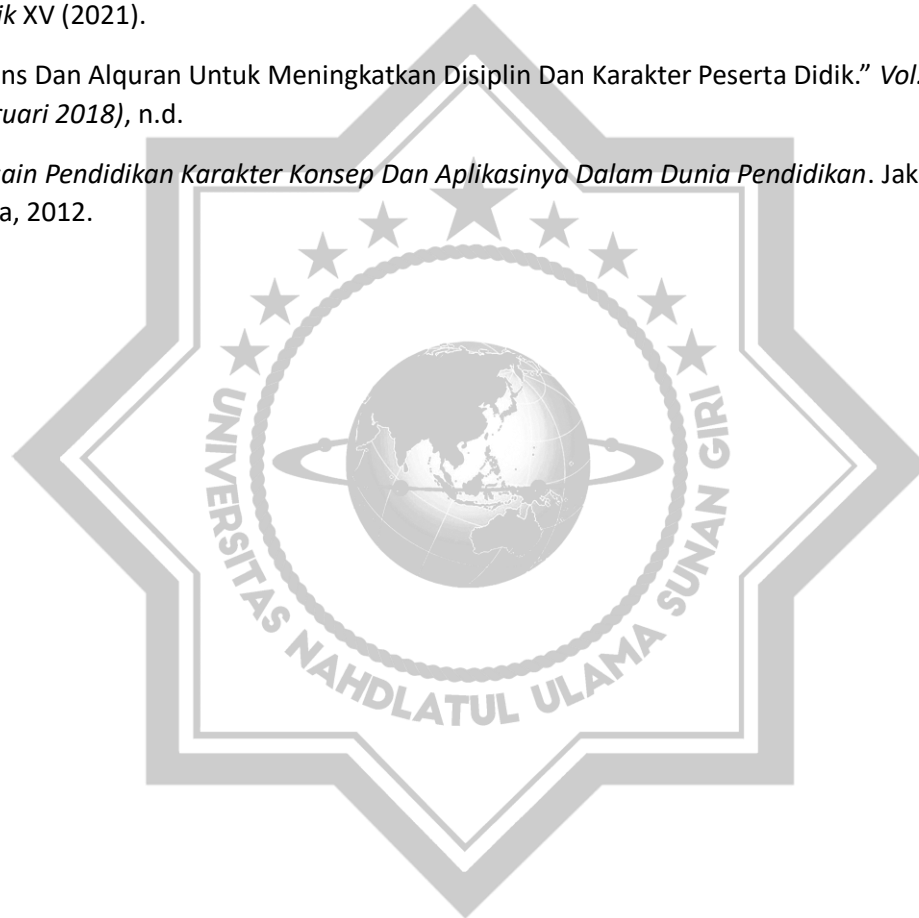 ik XV (2021).
ns Dan Alquran Untuk Meningkatkan Disiplin Dan Karakter Peserta Didik.” Vol.
uari 2018), n.d.
ain Pendidikan Karakter Konsep Dan Aplikasinya Dalam Dunia Pendidikan. Jak
a, 2012.
UNIVERSITAS NAHDLATUL ULAMA SUNAN GIRI